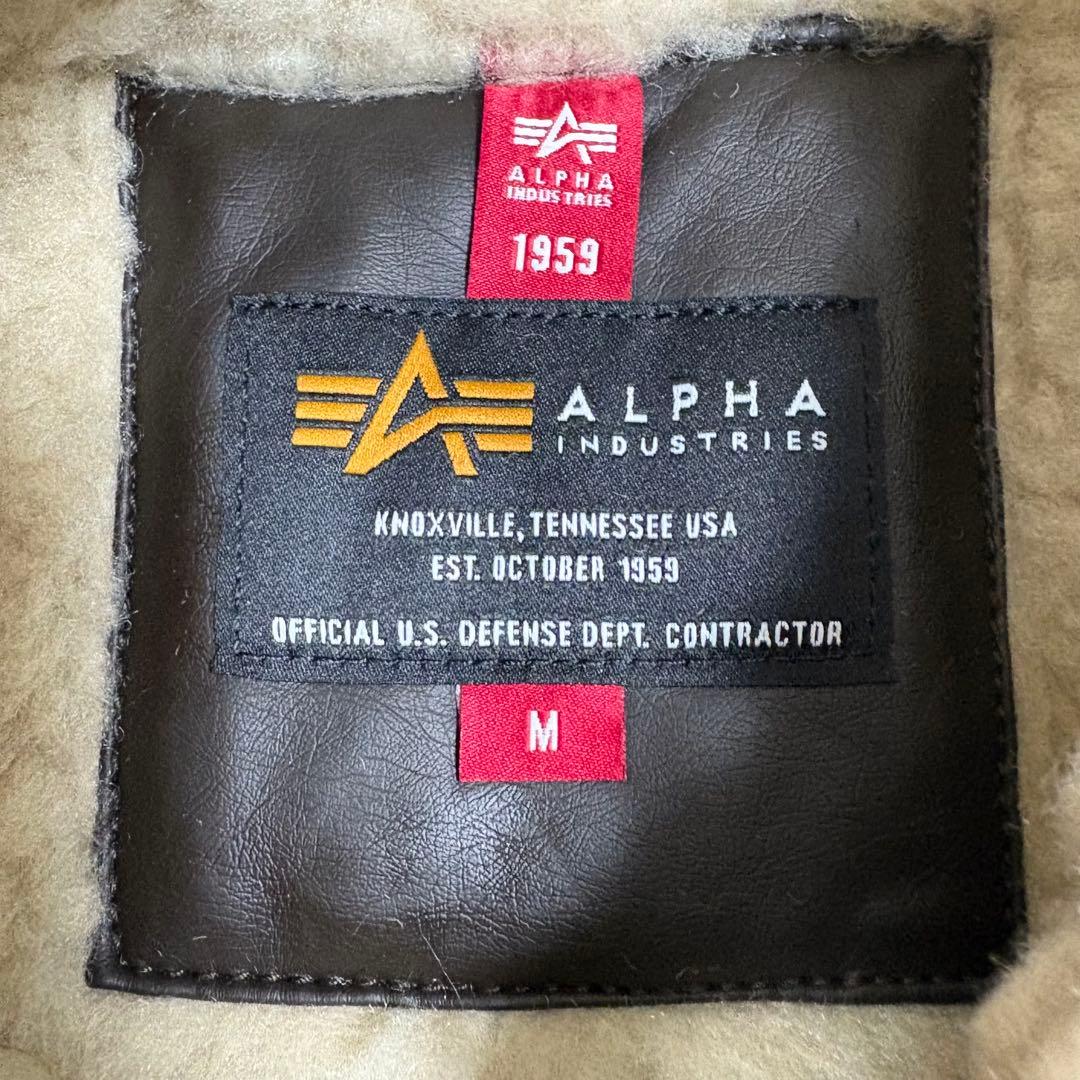 ALPHA
INDUSTRIES
1959
ALPHA
INDUSTRIES
KNOXVILLE, TENNESSEE USA
EST. OCTOBER 1959
OFFICIAL U.S. DEFENSE DEPT. CONTRACTOR
M